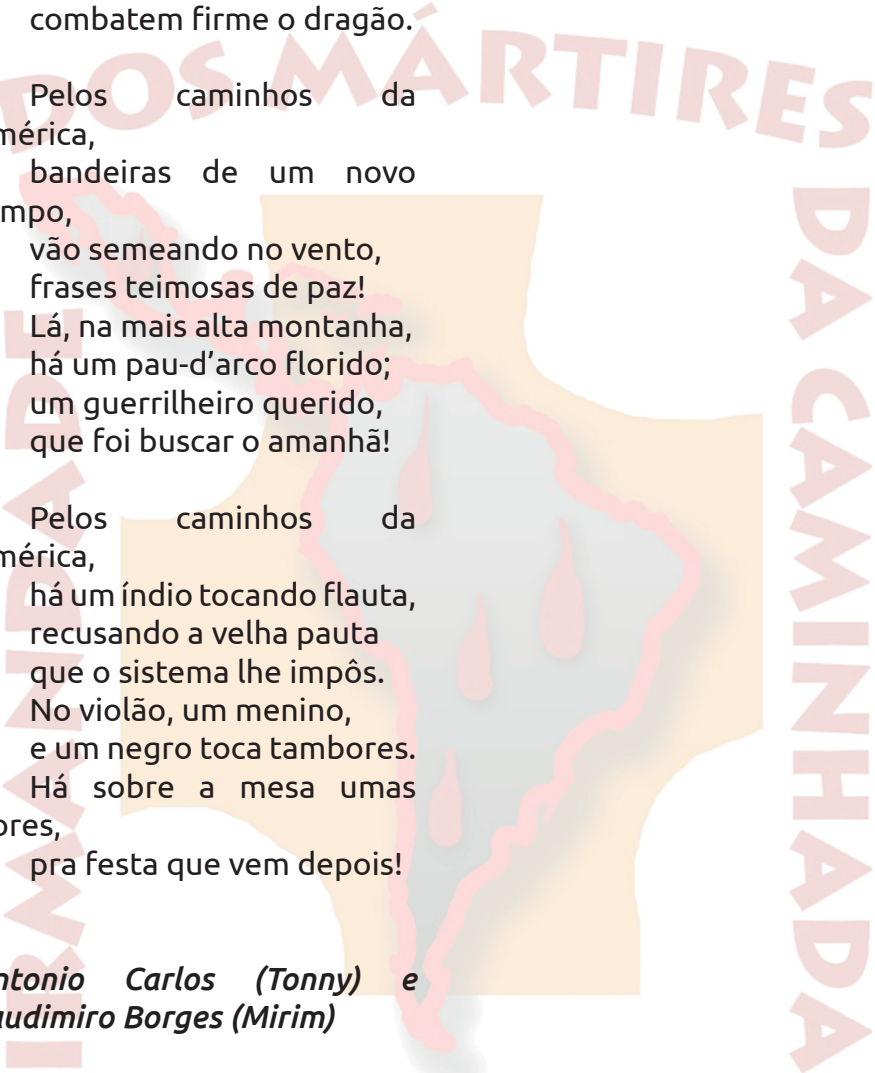 combatem firme o dragão.
Pelos caminhos da
mérica,
bandeiras de um novo
mpo,
vão semeando no vento,
frases teimosas de paz!
Lá, na mais alta montanha,
há um pau-d’arco florido;
um guerrilheiro querido,
que foi buscar o amanhã!
Pelos caminhos da
mérica,
há um índio tocando flauta,
recusando a velha pauta
que o sistema lhe impôs.
No violão, um menino,
e um negro toca tambores.
Há sobre a mesa umas
ores,
pra festa que vem depois!
ntonio Carlos (Tonny) e
audimiro Borges (Mirim)
IRMANDADE
DOS MÁRTIRES
DA CAMINHADA